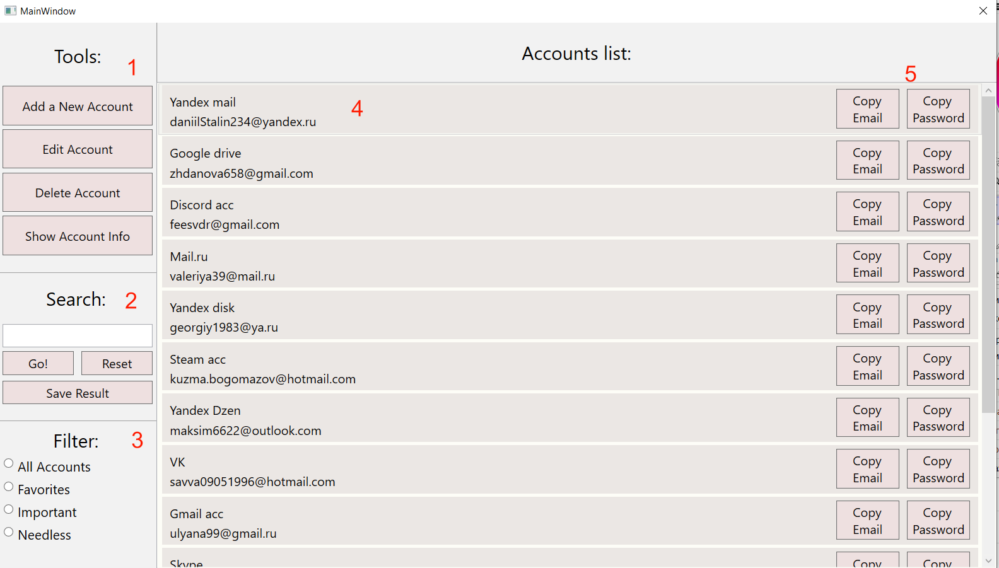 MainWindow
Tools:
1
Add a New Account
Edit Account
Delete Account
Show Account Info
Search:
2
Go!
Reset
Save Result
Filter:
3
All Accounts
Favorites
Important
Needless
Accounts list:
4
5
Yandex mail
daniilStalin234@yandex.ru
Copy
Email
Copy
Password
Google drive
zhdanova658@gmail.com
Copy
Email
Copy
Password
Discord acc
feesvdr@gmail.com
Copy
Email
Copy
Password
Mail.ru
valeriya39@mail.ru
Copy
Email
Copy
Password
Yandex disk
georgiy1983@ya.ru
Copy
Email
Copy
Password
Steam acc
kuzma.bogomazov@hotmail.com
Copy
Email
Copy
Password
Yandex Dzen
maksim6622@outlook.com
Copy
Email
Copy
Password
VK
savva09051996@hotmail.com
Copy
Email
Copy
Password
Gmail acc
ulyana99@gmail.ru
Copy
Email
Copy
Password
Skype
Copy
Copy